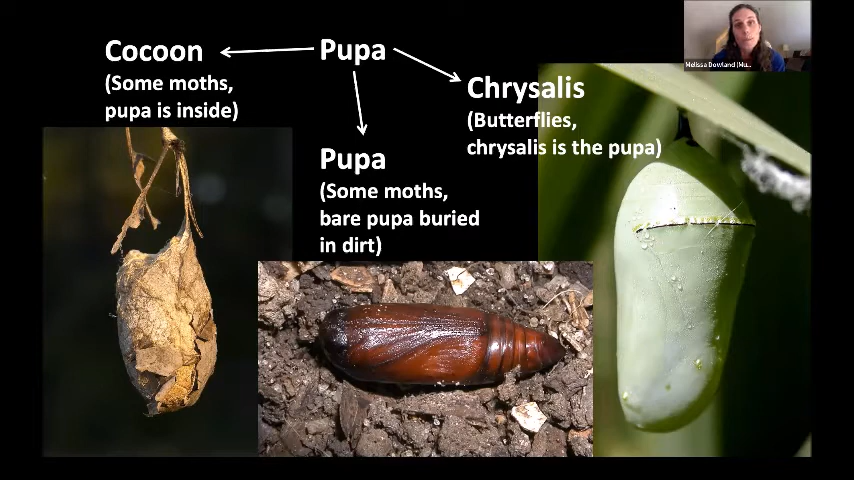 Cocoon
(Some moths,
pupa is inside)
Pupa
Pupa
(Some moths,
bare pupa buried
in dirt)
Chrysalis
(Butterflies,
chrysalis is the pupa)
Melissa Dowland (Mu...